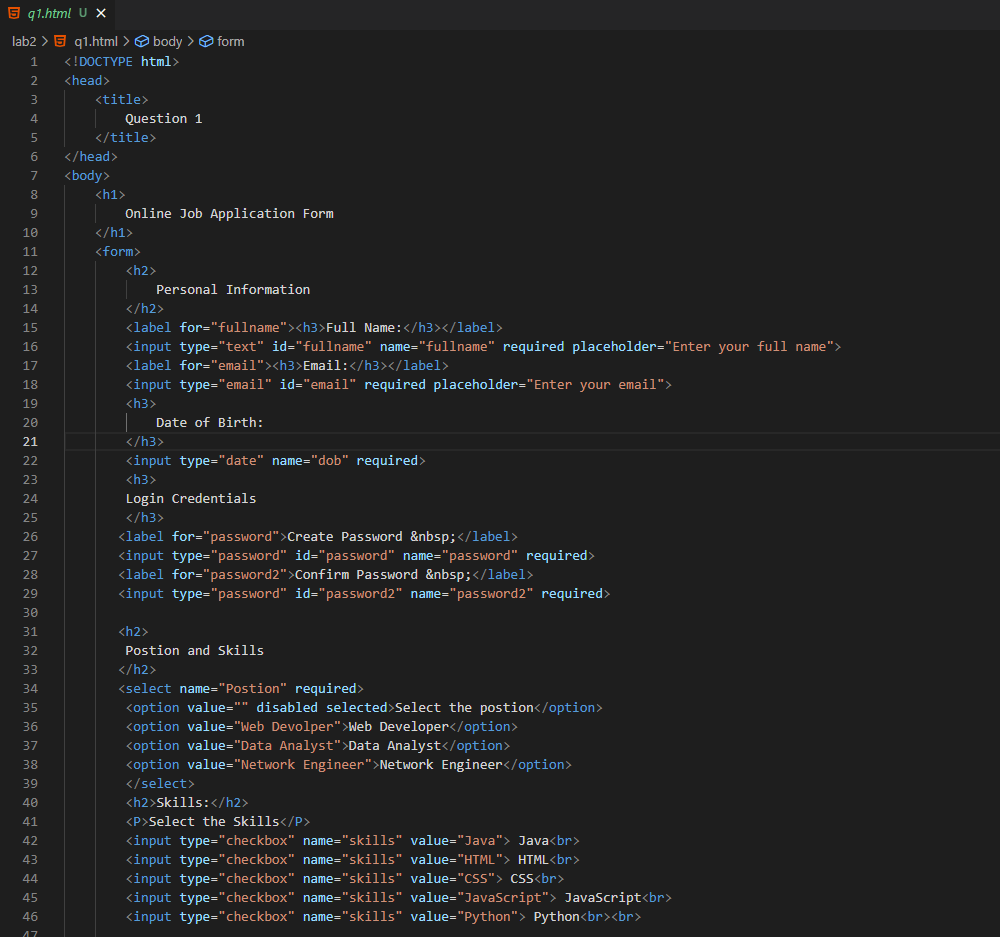 q1.html U ×
lab2 > q1.html > body > form
1 <!DOCTYPE html>
2 <head>
3 <title>
4 Question 1
5 </title>
6 </head>
7 <body>
8 <h1>
9 Online Job Application Form
10 </h1>
11 <form>
12 <h2>
13 Personal Information
14 </h2>
15 <label for="fullname"><h3>Full Name:</h3></label>
16 <input type="text" id="fullname" name="fullname" required placeholder="Enter your full name">
17 <label for="email"><h3>Email:</h3></label>
18 <input type="email" id="email" required placeholder="Enter your email">
19 <h3>
20 Date of Birth:
21 </h3>
22 <input type="date" name="dob" required>
23 <h3>
24 Login Credentials
25 </h3>
26 <label for="password">Create Password &nbsp;</label>
27 <input type="password" id="password" name="password" required>
28 <label for="password2">Confirm Password &nbsp;</label>
29 <input type="password" id="password2" name="password2" required>
30
31 <h2>
32 Postion and Skills
33 </h2>
34 <select name="Postion" required>
35 <option value="" disabled selected>Select the postion</option>
36 <option value="Web Devolper">Web Developer</option>
37 <option value="Data Analyst">Data Analyst</option>
38 <option value="Network Engineer">Network Engineer</option>
39 </select>
40 <h2>Skills:</h2>
41 <P>Select the Skills</P>
42 <input type="checkbox" name="skills" value="Java"> Java<br>
43 <input type="checkbox" name="skills" value="HTML"> HTML<br>
44 <input type="checkbox" name="skills" value="CSS"> CSS<br>
45 <input type="checkbox" name="skills" value="JavaScript"> JavaScript<br>
46 <input type="checkbox" name="skills" value="Python"> Python<br><br>
47